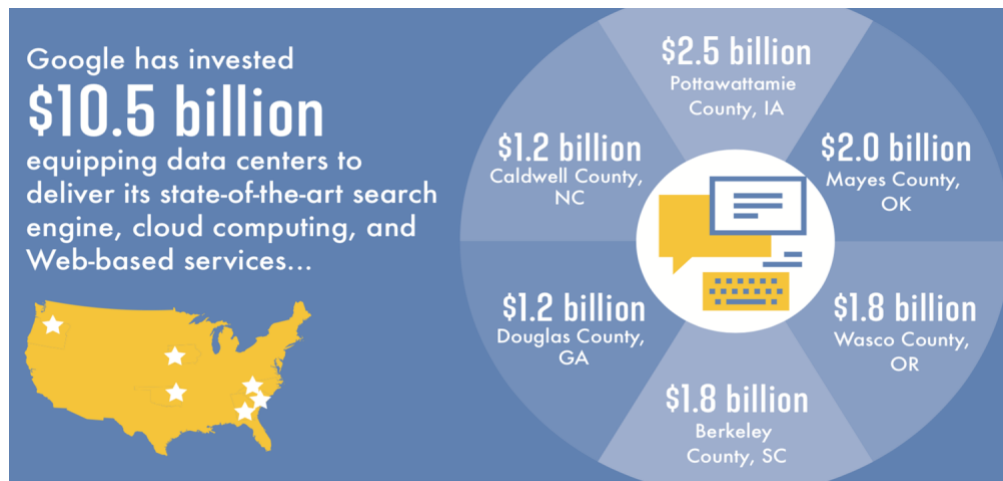 Google has invested
$10.5 billion
equipping data centers to
deliver its state-of-the-art search
engine, cloud computing, and
Web-based services...
$2.5 billion
Pottawattamie
County, IA
$2.0 billion
Mayes County,
OK
$1.8 billion
Wasco County,
OR
$1.8 billion
Berkeley
County, SC
$1.2 billion
Douglas County,
GA
$1.2 billion
Caldwell County,
NC